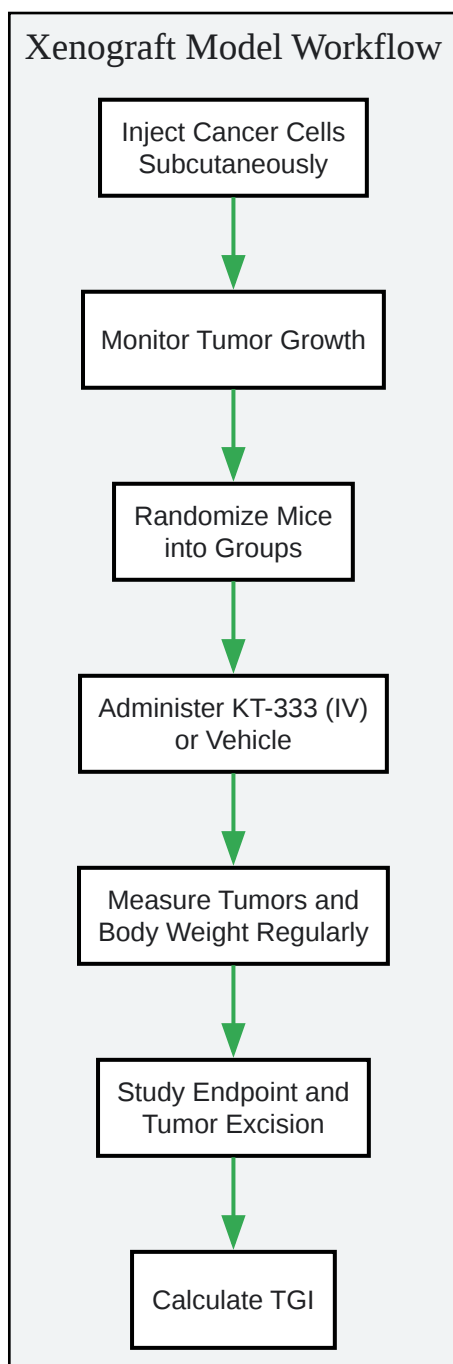 Xenograft Model Workflow
Inject Cancer Cells
Subcutaneously
Monitor Tumor Growth
Randomize Mice
into Groups
Administer KT-333 (IV)
or Vehicle
Measure Tumors and
Body Weight Regularly
Study Endpoint and
Tumor Excision
Calculate TGI